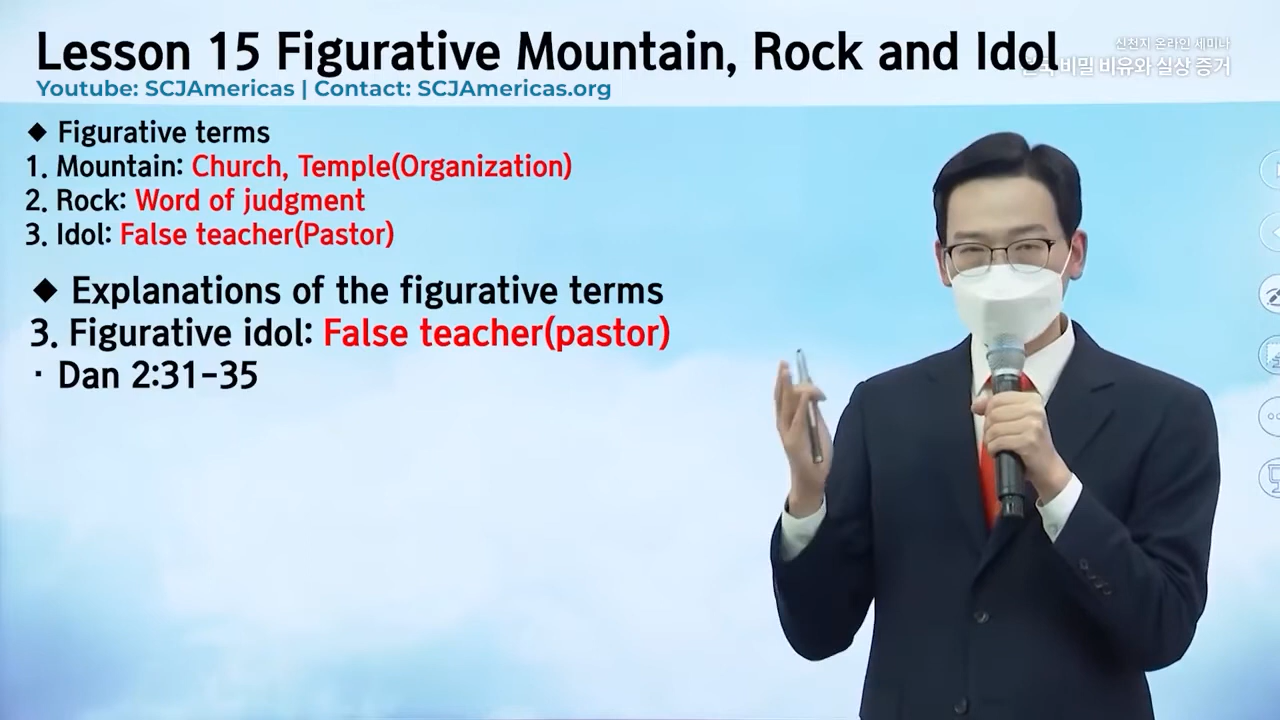 Lesson 15 Figurative Mountain, Rock and Idol
신천지 온라인 세미나
비밀 비유와 실상 증거
Youtube: SCJAmericas | Contact: SCJAmericas.org
◆ Figurative terms
1. Mountain: Church, Temple(Organization)
2. Rock: Word of judgment
3. Idol: False teacher(Pastor)
◆ Explanations of the figurative terms
3. Figurative idol: False teacher(pastor)
· Dan 2:31-35